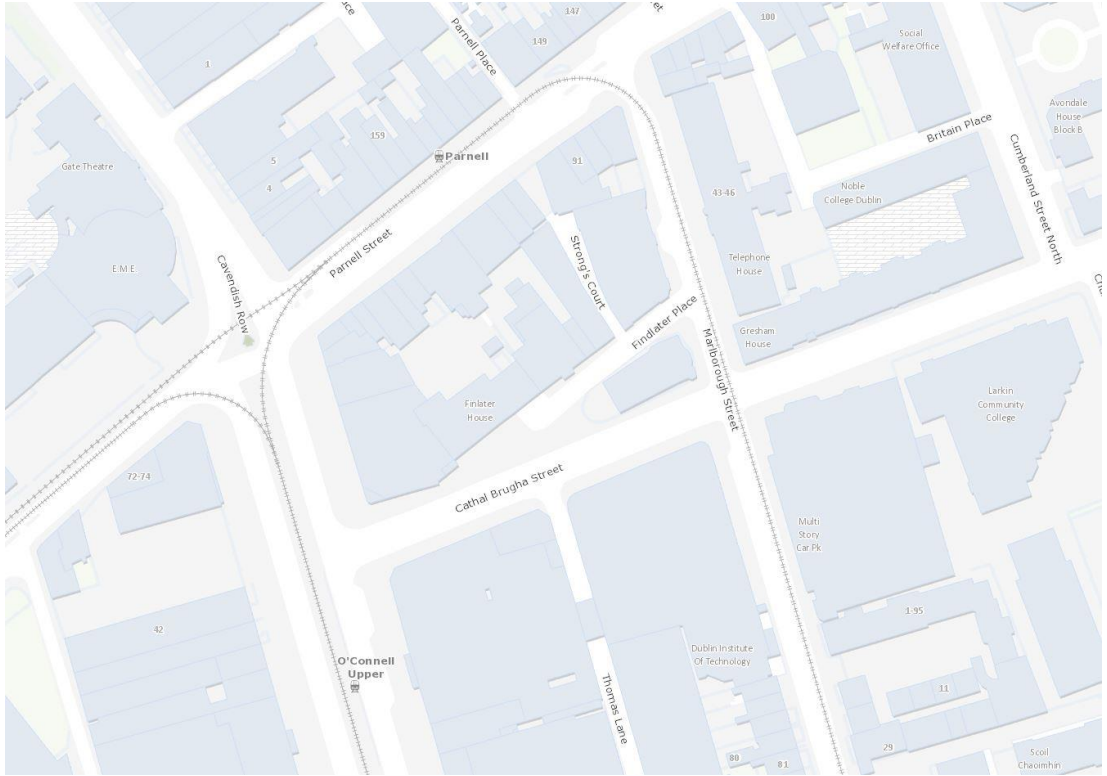 147
149
Parnell Place
100
Social
Welfare Office
1
159
Parnell
Gate Theatre
5
4
91
43-46
Britain Place
Avondale
House
Block B
Noble
College Dublin
Cumberland Street North
E.M.E.
Cavendish Row
Parnell Street
Strong's Court
Telephone
House
Findlater Place
Marlborough Street
Gresham
House
Finlater
House
Larkin
Community
College
72-74
Cathal Brugha Street
Multi
Story
Car Pk
1-95
42
O'Connell
Upper
Dublin Institute
Of Technology
Thomas Lane
11
29
80
81
Scoil
Chaoimhin